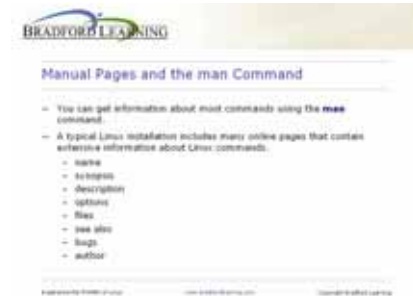 BRADFORD LEARNING
Manual Pages and the man Command
– You can get information about most commands using the man
command.
– A typical Linux installation includes many online pages that contain
extensive information about Linux commands.
– name
– synopsis
– description
– options
– files
– see also
– bugs
– author